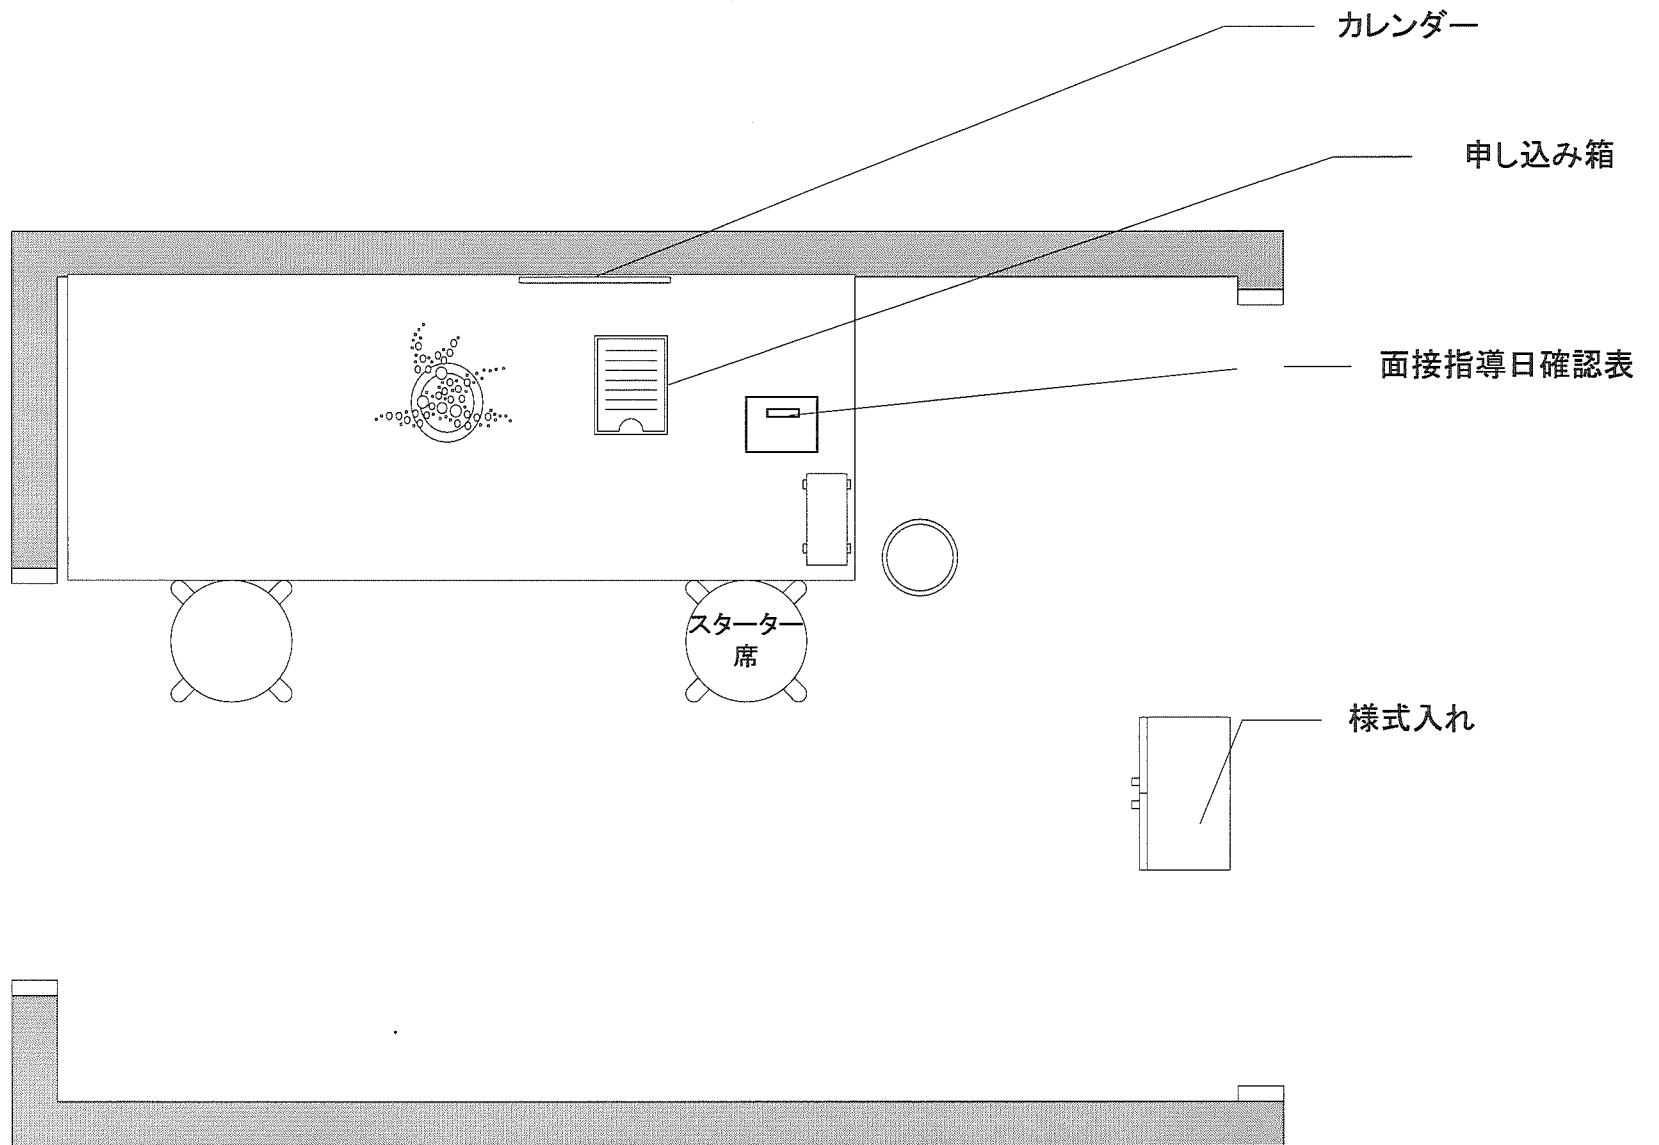 カレンダー
申し込み箱
面接指導日確認表
スターター
席
様式入れ